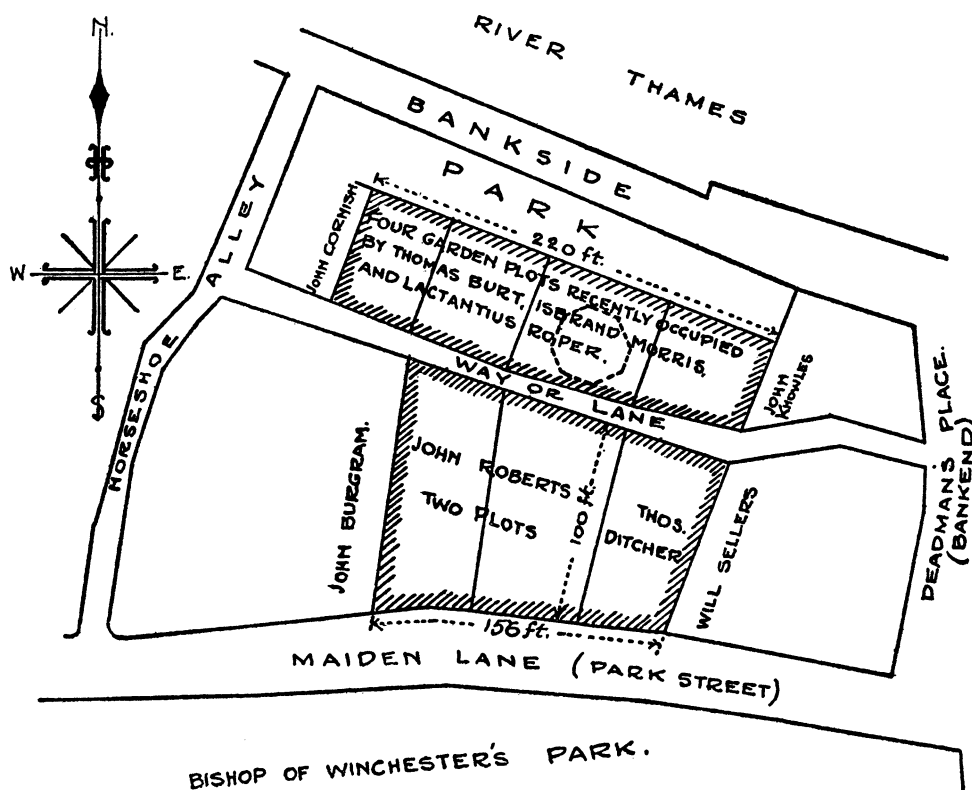 N.
W
E.
S
RIVER THAMES
BANKSIDE
PARK
220 ft.
HORSESHOE ALLEY
JOHN CORNISH
FOUR GARDEN PLOTS RECENTLY OCCUPIED
BY THOMAS BURT, ISBRAND MORRIS,
AND LACTANTIUS ROPER.
JOHN KNOWLES
WAY OR LANE
DEADMANS PLACE.
(BANKEND)
JOHN BURGRAM.
JOHN ROBERTS
TWO PLOTS
100 ft.
THOS.
DITCHER
WILL SELLERS
156 ft.
MAIDEN LANE (PARK STREET)
BISHOP OF WINCHESTER'S PARK.